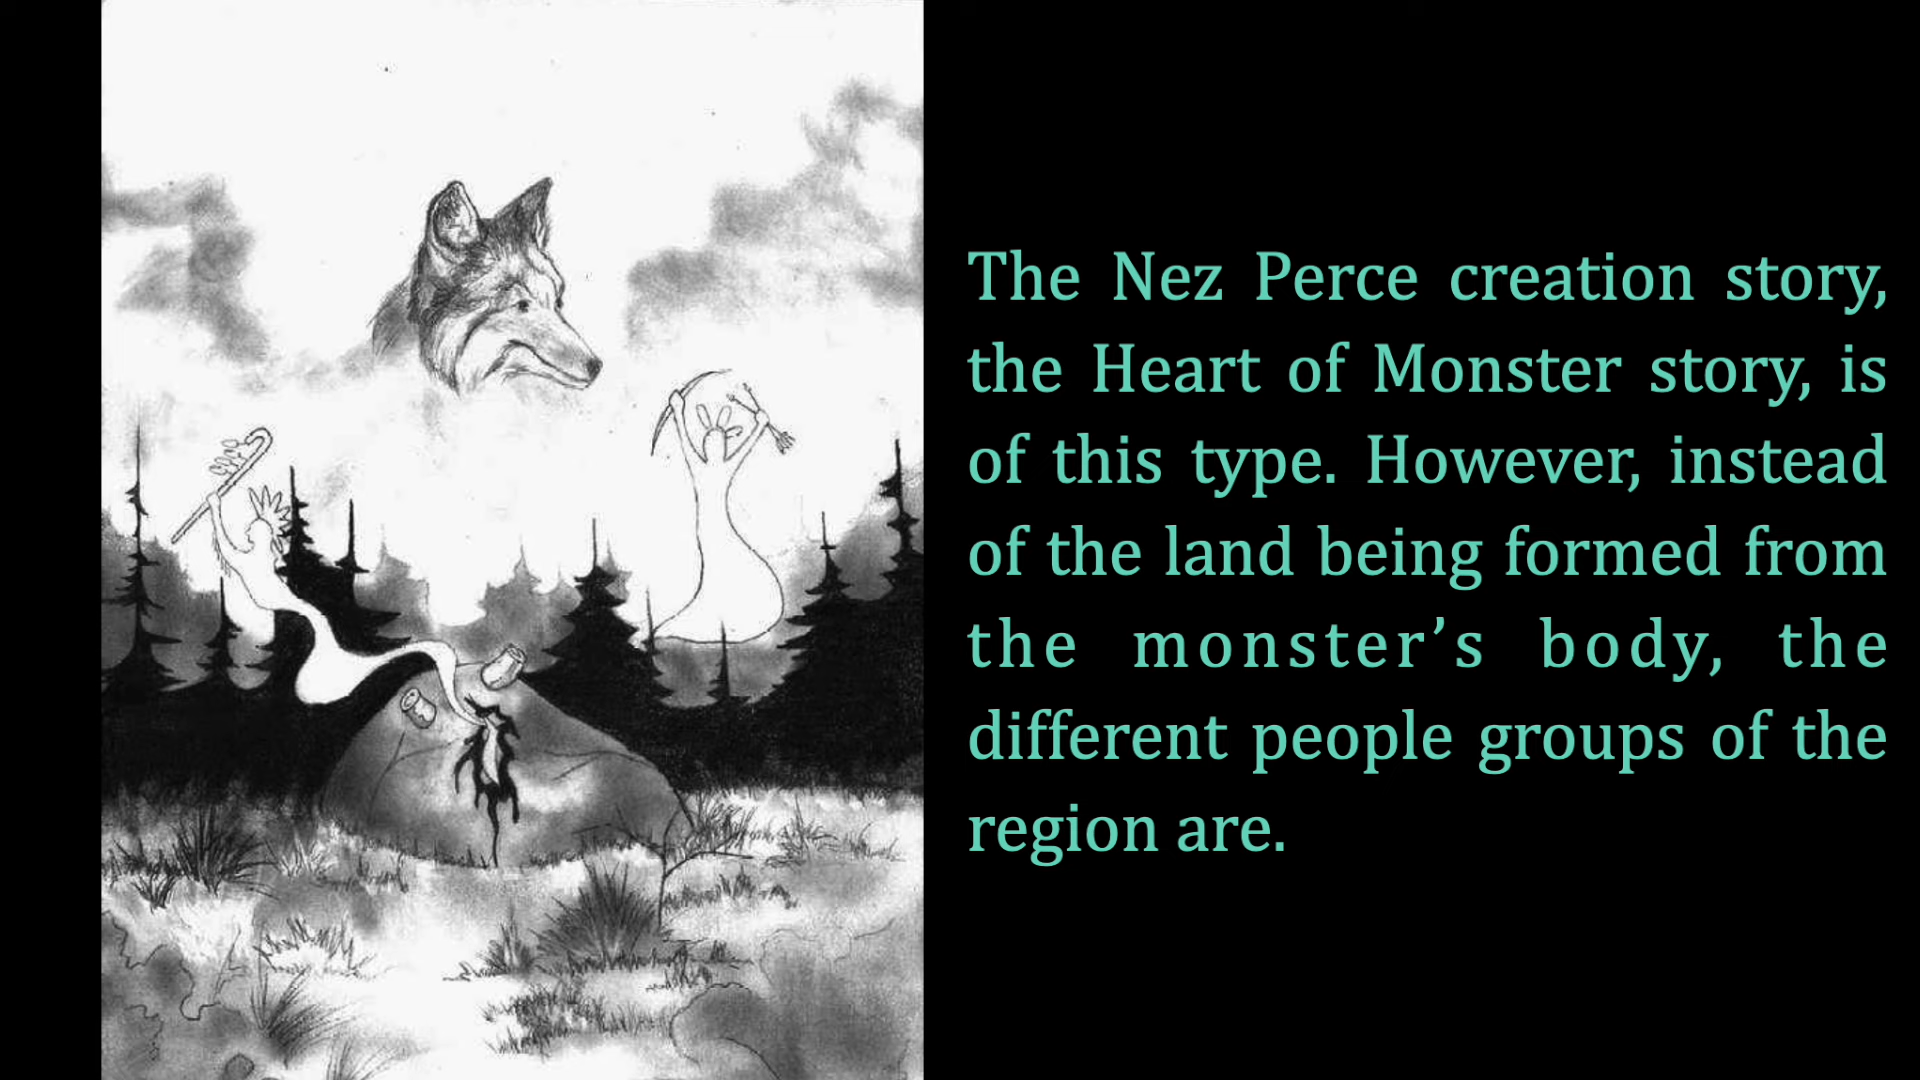 The Nez Perce creation story,
the Heart of Monster story, is
of this type. However, instead
of the land being formed from
the monster’s body, the
different people groups of the
region are.